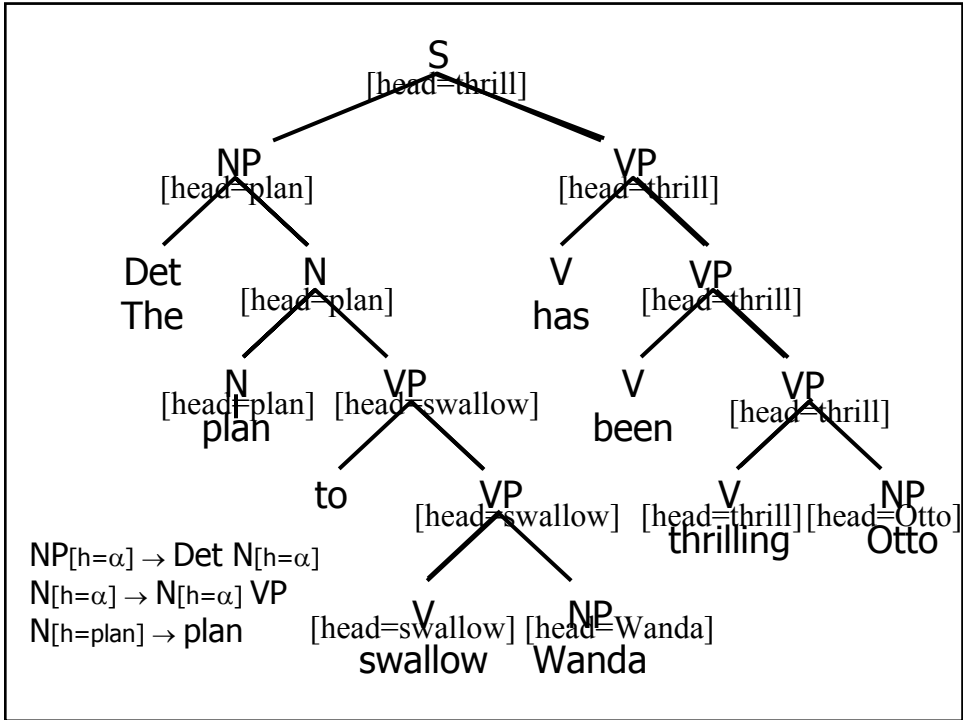 S
[head=thrill]
NP VP
[head=plan] [head=thrill]
Det N V VP
The [head=plan] has [head=thrill]
N VP V VP
[head=plan] [head=swallow] [head=thrill]
plan been
to VP V NP
[head=swallow] [head=thrill] [head=Otto]
thrilling Otto
NP[h=α] → Det N[h=α]
N[h=α] → N[h=α] VP
N[h=plan] → plan
V NP
[head=swallow] [head=Wanda]
swallow Wanda